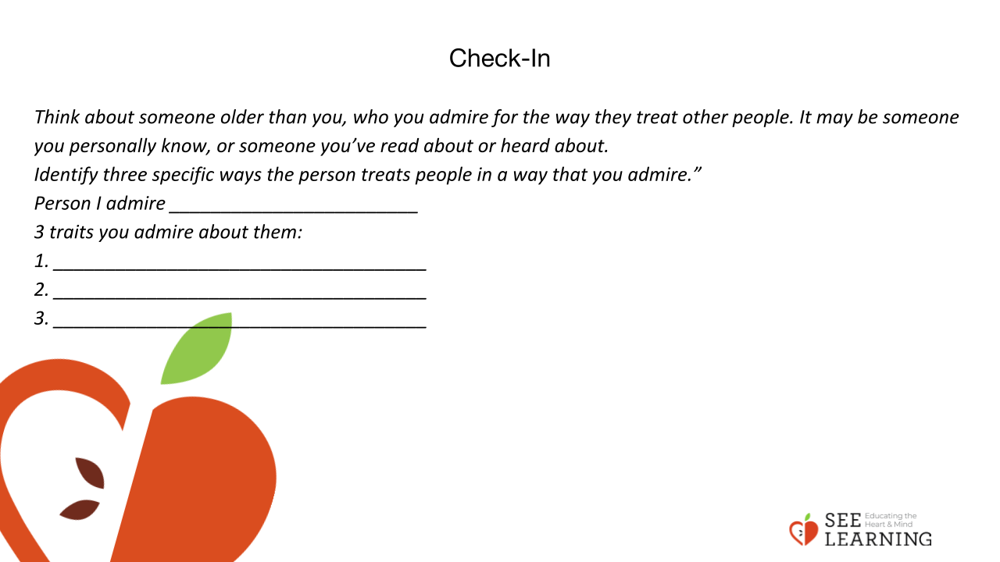 Check-In
Think about someone older than you, who you admire for the way they treat other people. It may be someone
you personally know, or someone you’ve read about or heard about.
Identify three specific ways the person treats people in a way that you admire.”
Person I admire ________________________
3 traits you admire about them:
1. ____________________________________
2. ____________________________________
3. ____________________________________
SEE Educating the
Heart & Mind
LEARNING